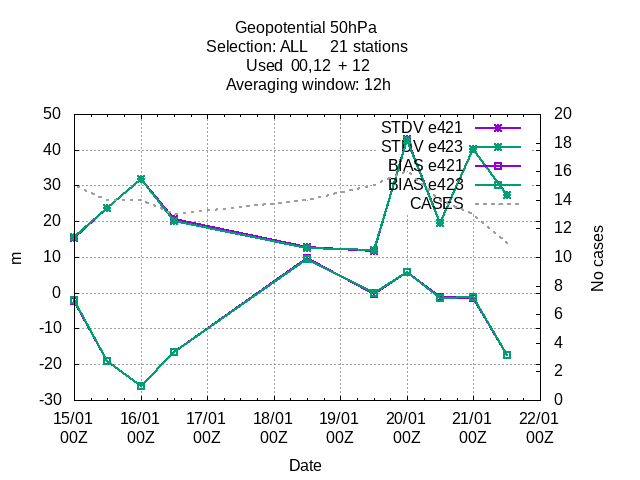 Geopotential 50hPa
Selection: ALL     21 stations
Used  00,12  + 12
Averaging window: 12h
50 20
STDV e421
40 18
STDV e423
16
BIAS e421
30
BIAS e423
14
CASES
20 12
10 10
m
No cases
0 8
6
-10
4
-20
2
-30 0
15/01 16/01 17/01 18/01 19/01 20/01 21/01 22/01
00Z 00Z 00Z 00Z 00Z 00Z 00Z 00Z
Date